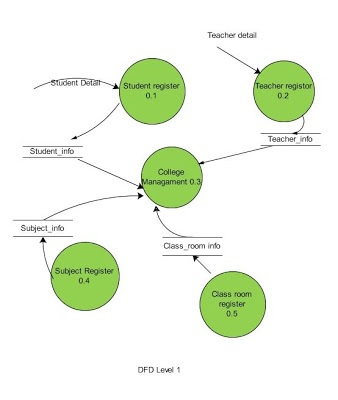 Teacher detail
Student Detail
Student register
0.1
Teacher registor
0.2
Teacher_info
Student_info
College
Managament 0.3
Subject_info
Class_room info
Subject Register
0.4
Class room
register
0.5
DFD Level 1